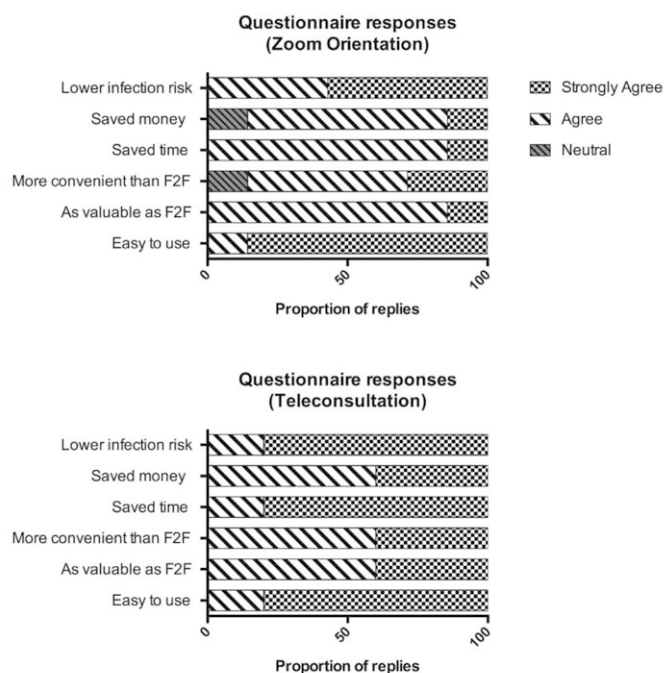 Questionnaire responses
(Zoom Orientation)
Lower infection risk
Saved money
Saved time
More convenient than F2F
As valuable as F2F
Easy to use
0
50
100
Proportion of replies
Strongly Agree
Agree
Neutral
Questionnaire responses
(Teleconsultation)
Lower infection risk
Saved money
Saved time
More convenient than F2F
As valuable as F2F
Easy to use
0
50
100
Proportion of replies